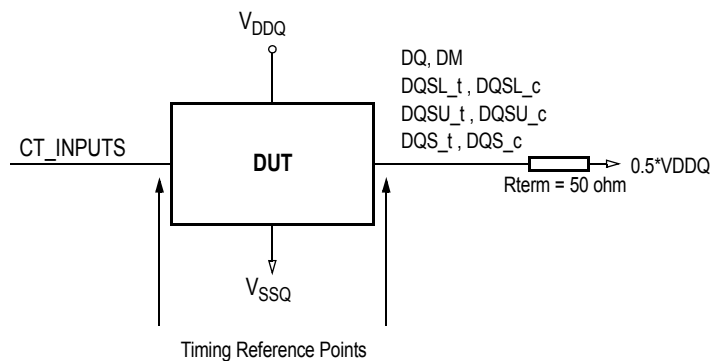 VDDQ
DQ, DM
DQSL_t , DQSL_c
DQSU_t , DQSU_c
DQS_t , DQS_c
CT_INPUTS
DUT
0.5*VDDQ
Rterm = 50 ohm
VSSQ
Timing Reference Points